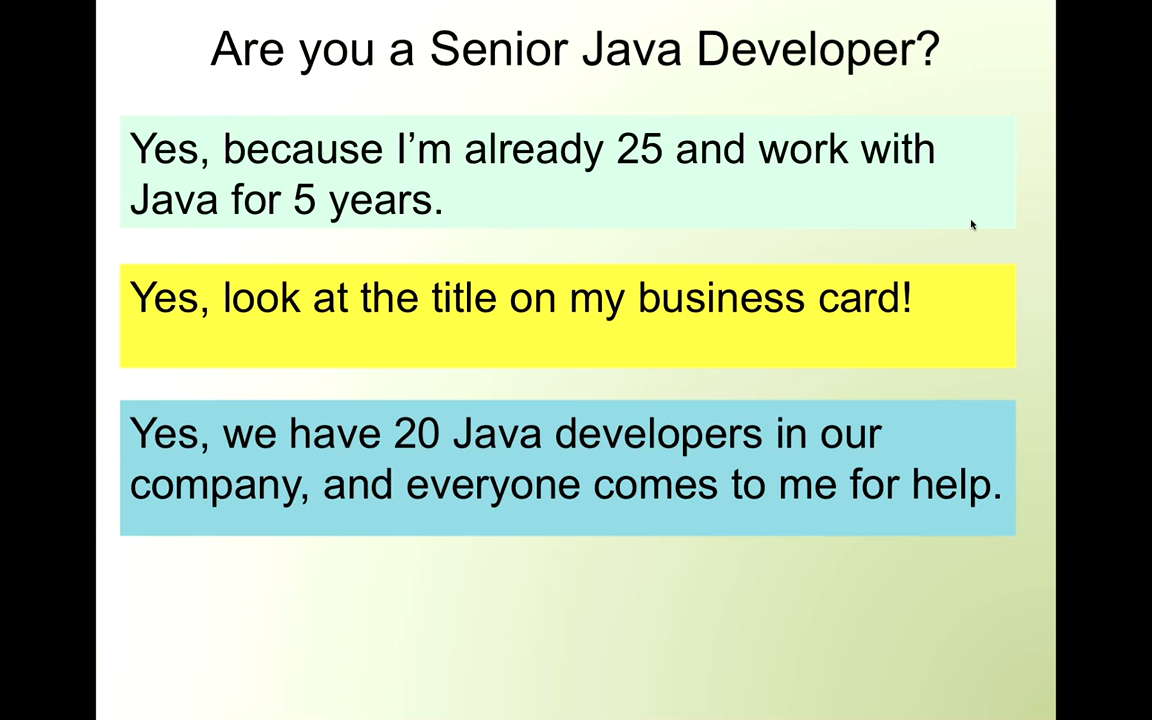 Are you a Senior Java Developer?
Yes, because I’m already 25 and work with
Java for 5 years.
Yes, look at the title on my business card!
Yes, we have 20 Java developers in our
company, and everyone comes to me for help.